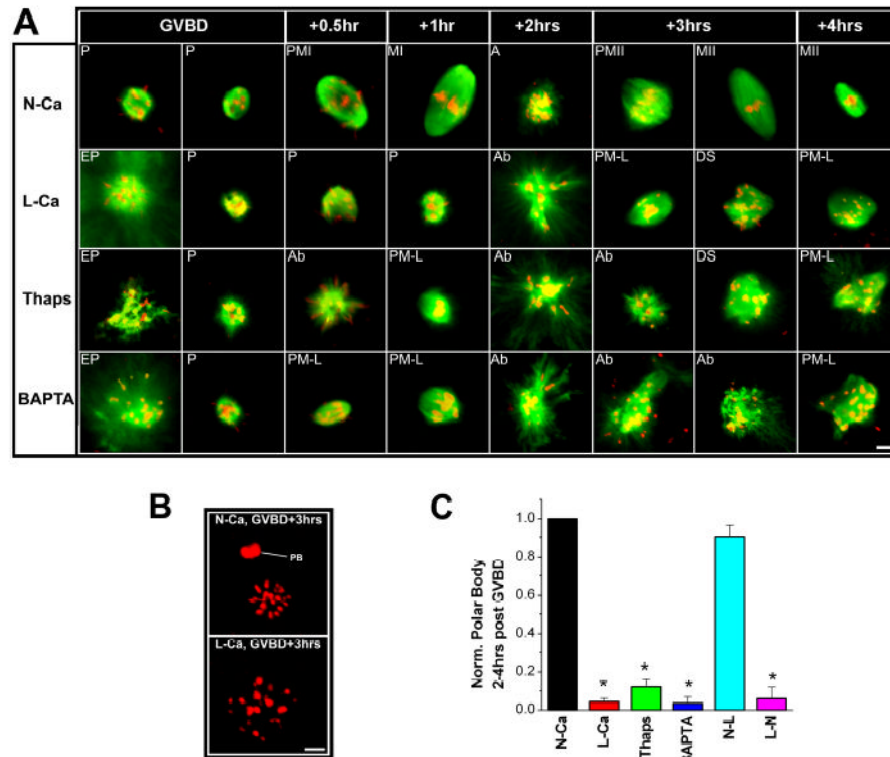 A
GVBD +0.5hr +1hr +2hrs +3hrs +4hrs
P P PMI MI A PMII MII MII
N-Ca
EP P P P Ab PM-L DS PM-L
L-Ca
EP P Ab PM-L Ab Ab DS PM-L
Thaps
EP P PM-L PM-L Ab Ab Ab PM-L
BAPTA
B
N-Ca, GVBD+3hrs
PB
L-Ca, GVBD+3hrs
C
Norm. Polar Body
2-4hrs post GVBD
1.0
0.8
0.6
0.4
0.2
0.0
* * * *
N-Ca L-Ca Thaps BAPTA N-L L-N